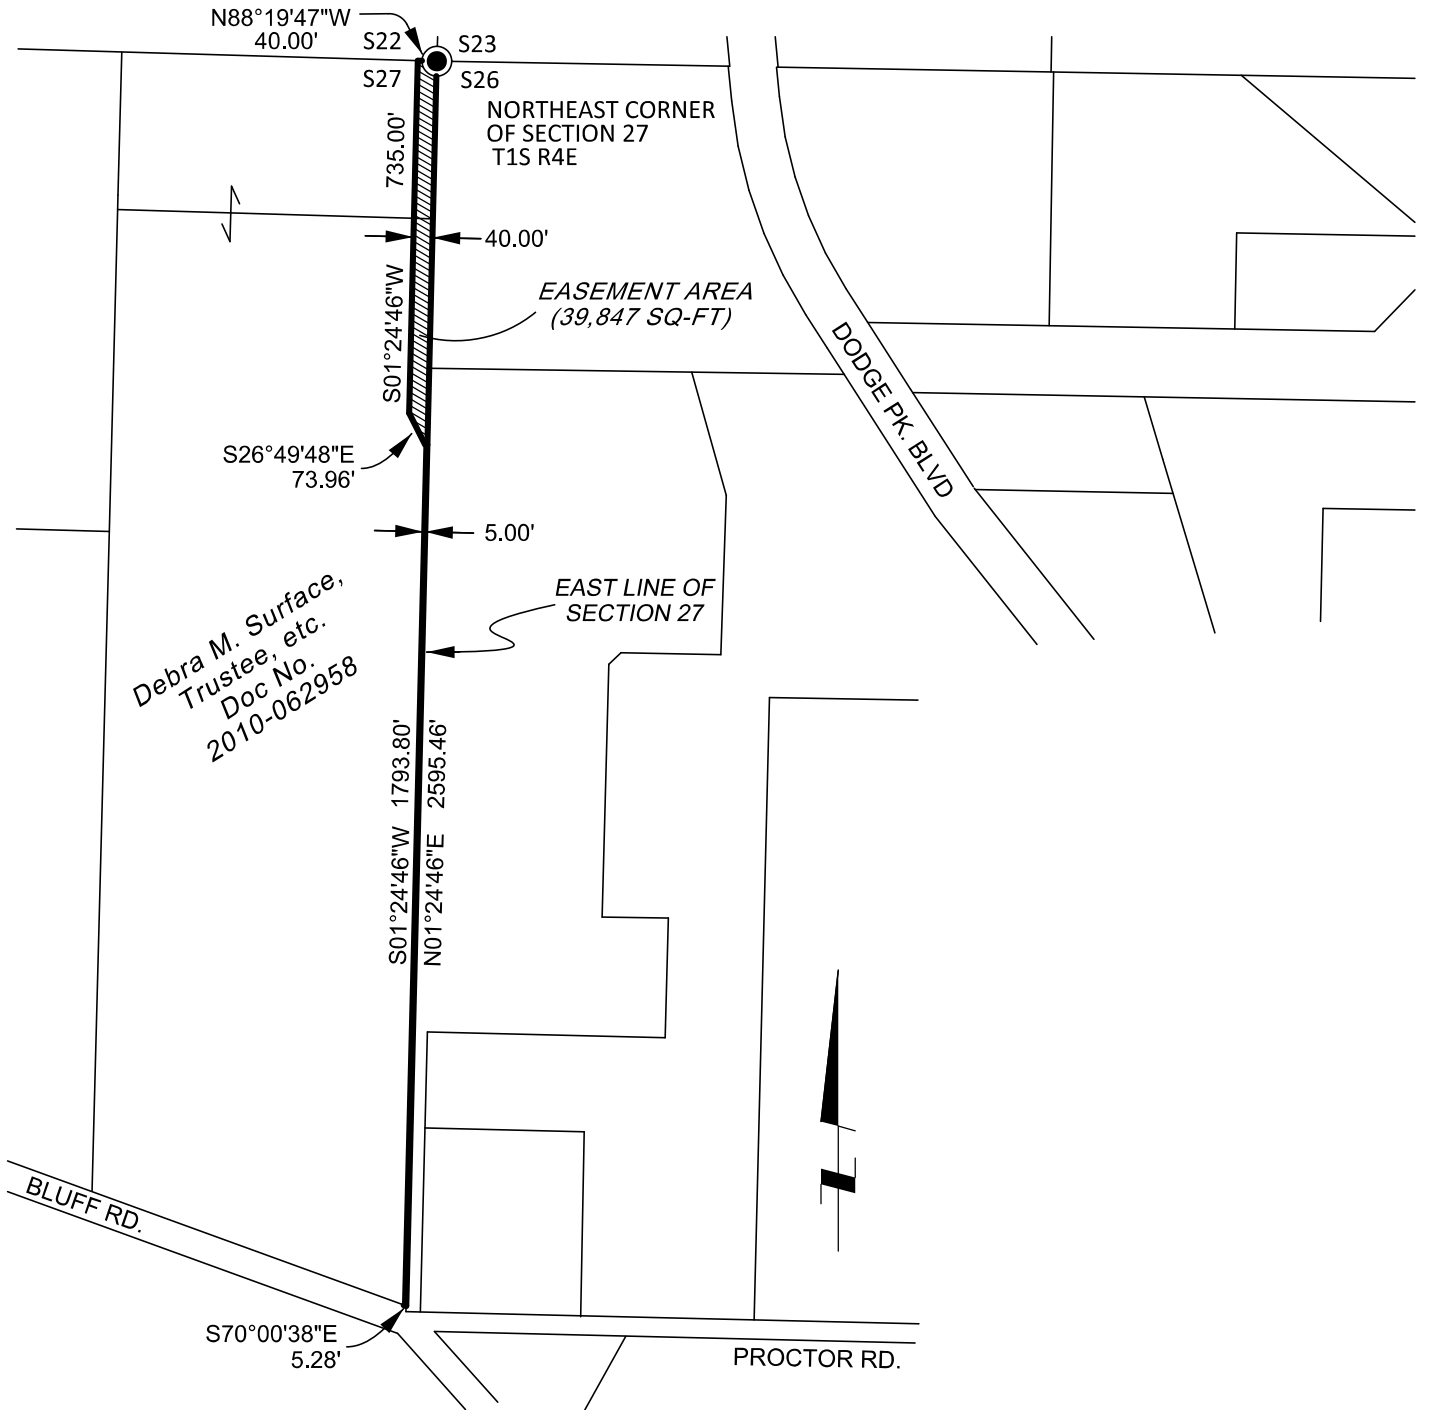 N88°19'47"W
40.00'
S22
S23
S27
S26
NORTHEAST CORNER
OF SECTION 27
T1S R4E
735.00'
S01°24'46"W
40.00'
EASEMENT AREA
(39,847 SQ-FT)
DODGE PK. BLVD
S26°49'48"E
73.96'
5.00'
EAST LINE OF
SECTION 27
Debra M. Surface,
Trustee, etc.
Doc No.
2010-062958
S01°24'46"W 1793.80'
N01°24'46"E 2595.46'
Z
BLUFF RD.
S70°00'38"E
5.28'
PROCTOR RD.